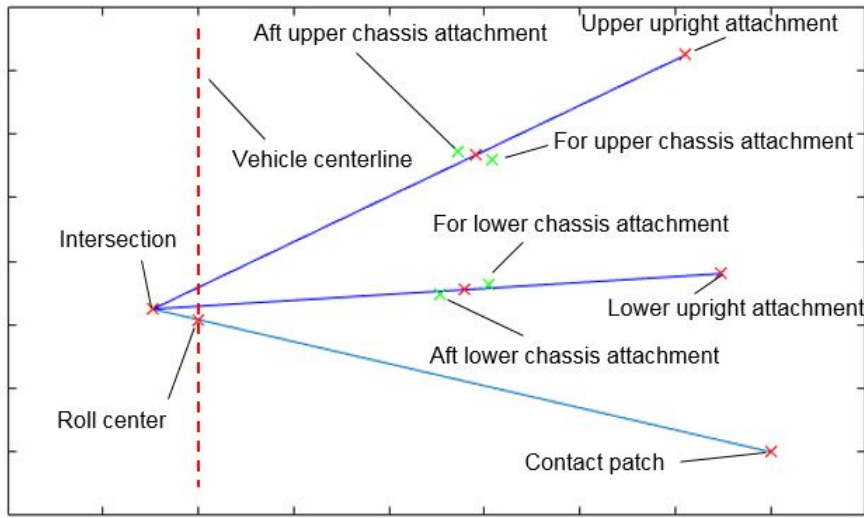 Aft upper chassis attachment
Upper upright attachment
Vehicle centerline
For upper chassis attachment
For lower chassis attachment
Intersection
Lower upright attachment
Aft lower chassis attachment
Roll center
Contact patch